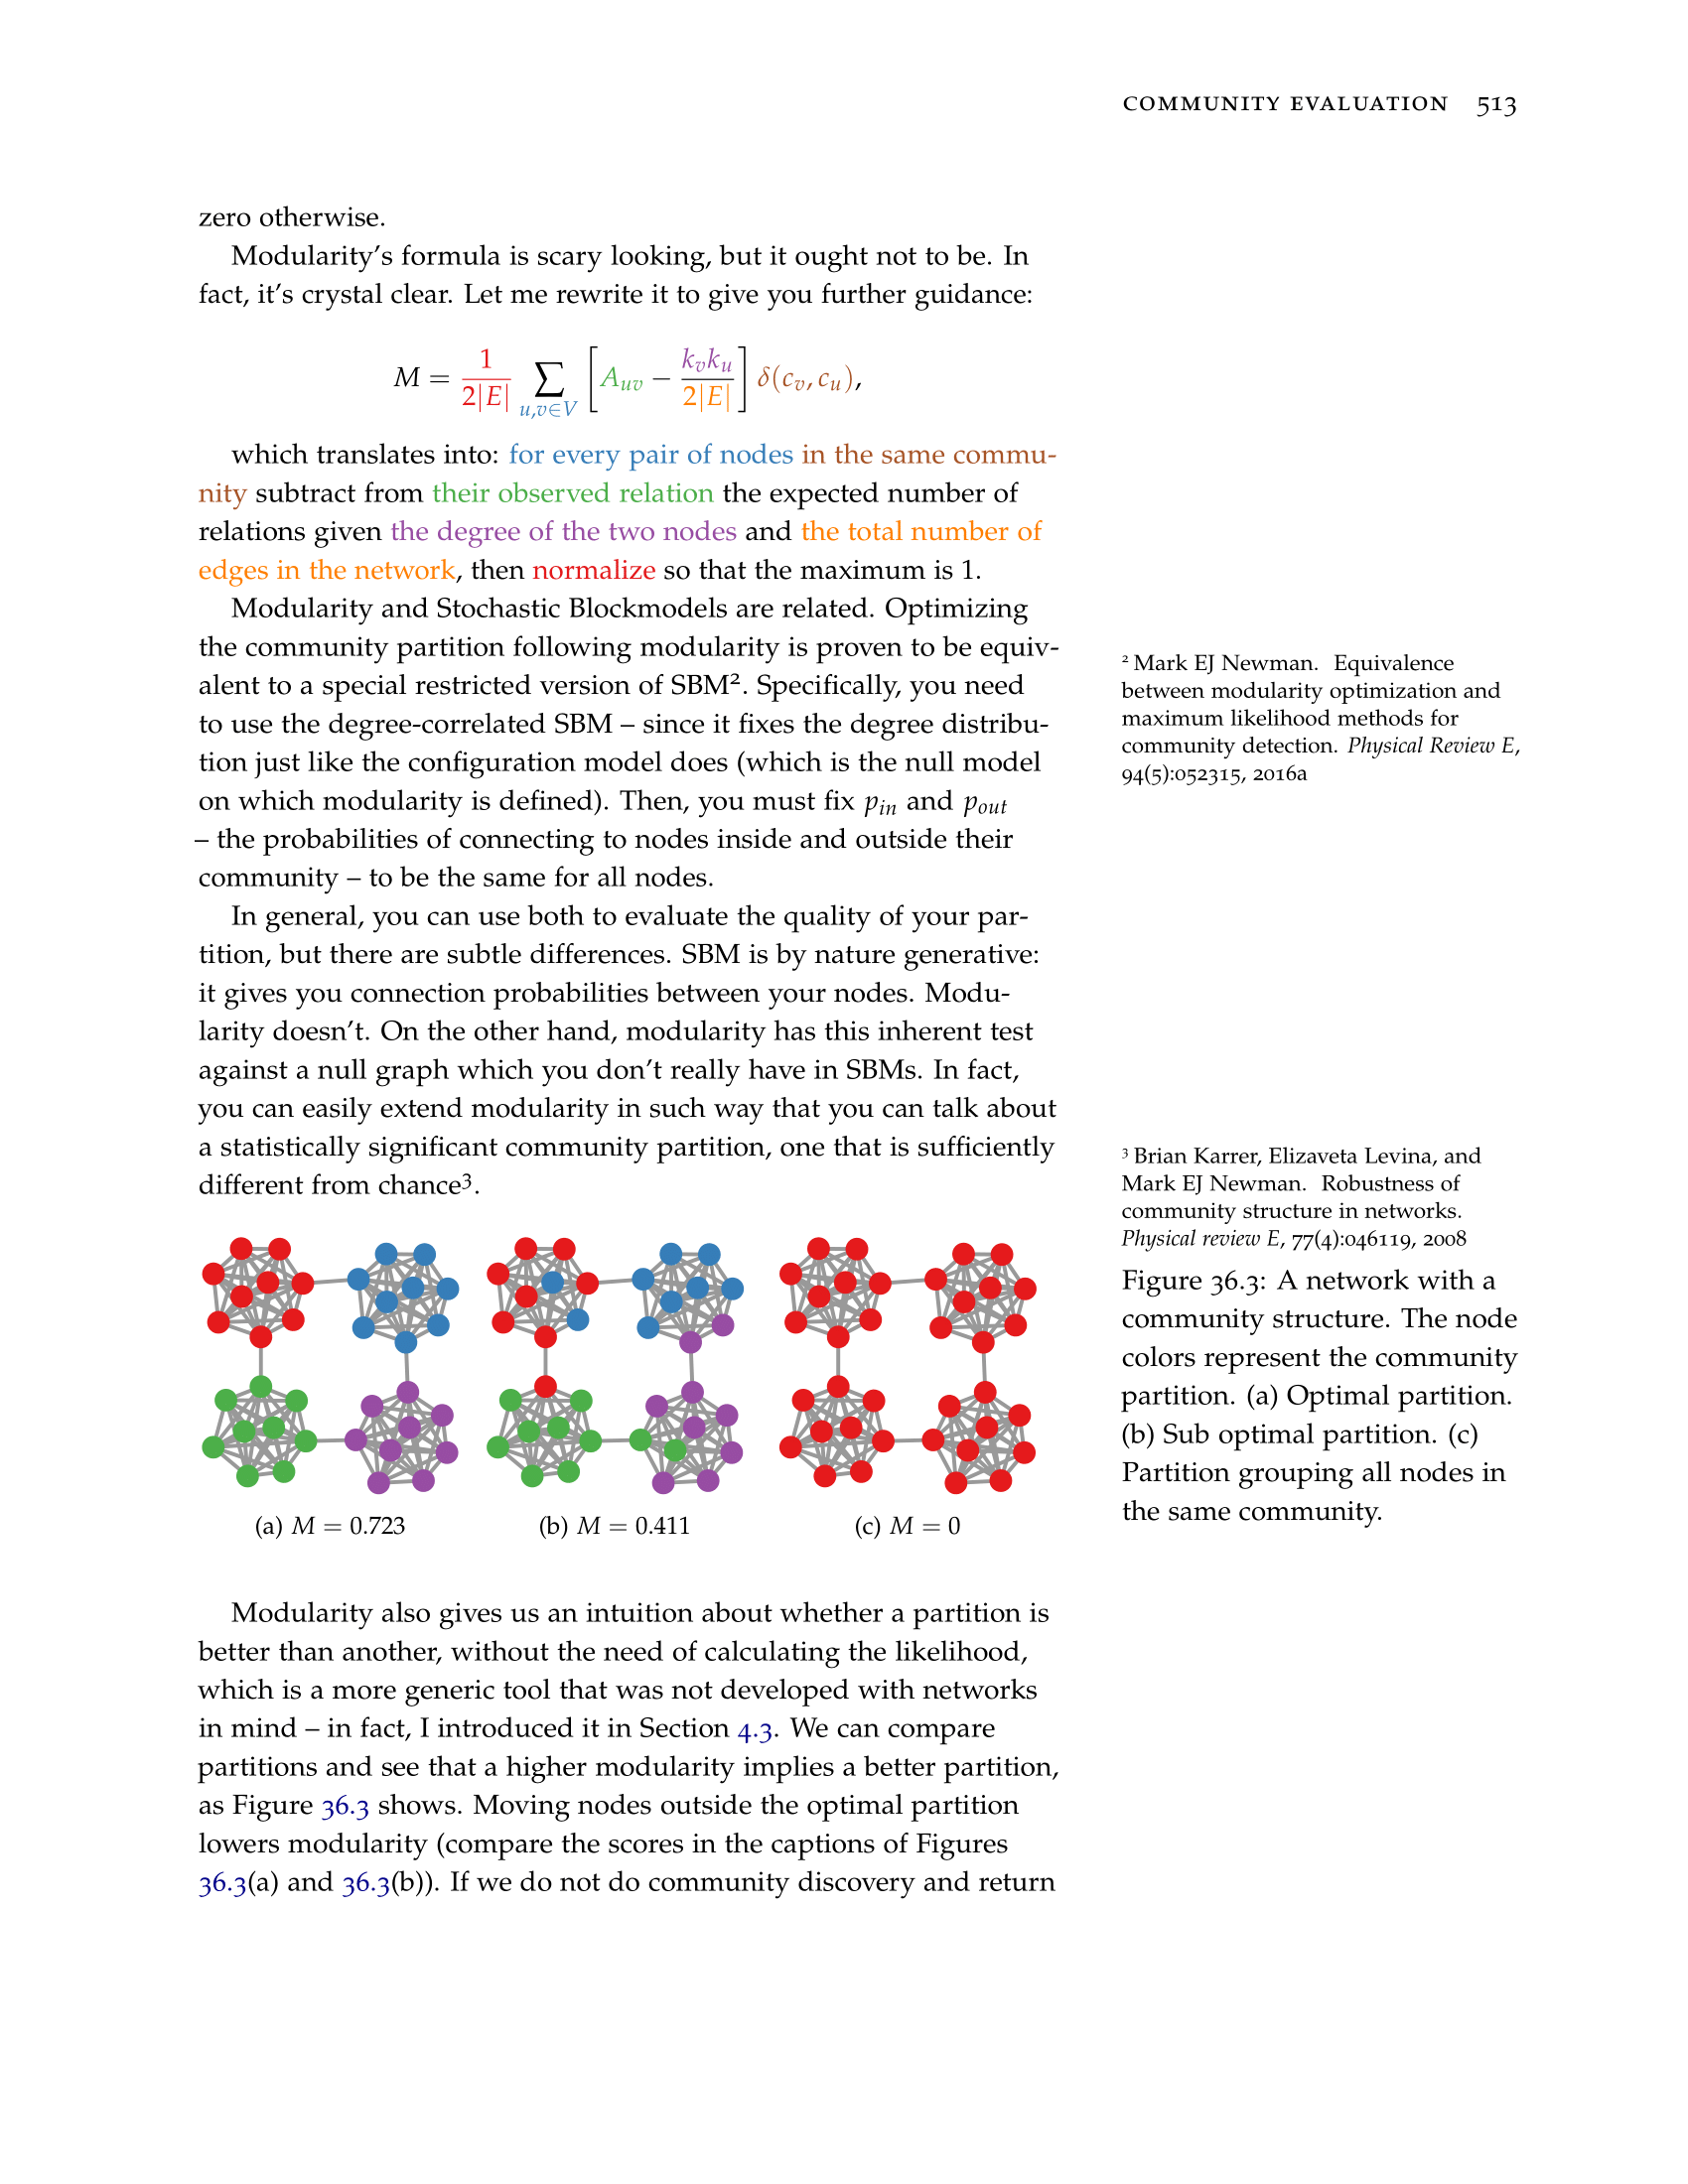 COMMUNITY EVALUATION 513
zero otherwise.
Modularity’s formula is scary looking, but it ought not to be. In
fact, it’s crystal clear. Let me rewrite it to give you further guidance:
M = 1/2|E| ∑ u,v∈V [ A_uv − k_v k_u / 2|E| ] δ(c_v, c_u),
which translates into: for every pair of nodes in the same commu-
nity subtract from their observed relation the expected number of
relations given the degree of the two nodes and the total number of
edges in the network, then normalize so that the maximum is 1.
Modularity and Stochastic Blockmodels are related. Optimizing
the community partition following modularity is proven to be equiv-
alent to a special restricted version of SBM². Specifically, you need
to use the degree-correlated SBM – since it fixes the degree distribu-
tion just like the configuration model does (which is the null model
on which modularity is defined). Then, you must fix p_in and p_out
– the probabilities of connecting to nodes inside and outside their
community – to be the same for all nodes.
² Mark EJ Newman. Equivalence
between modularity optimization and
maximum likelihood methods for
community detection. Physical Review E,
94(5):052315, 2016a
In general, you can use both to evaluate the quality of your par-
tition, but there are subtle differences. SBM is by nature generative:
it gives you connection probabilities between your nodes. Modu-
larity doesn’t. On the other hand, modularity has this inherent test
against a null graph which you don’t really have in SBMs. In fact,
you can easily extend modularity in such way that you can talk about
a statistically significant community partition, one that is sufficiently
different from chance³.
³ Brian Karrer, Elizaveta Levina, and
Mark EJ Newman. Robustness of
community structure in networks.
Physical review E, 77(4):046119, 2008
(a) M = 0.723
(b) M = 0.411
(c) M = 0
Figure 36.3: A network with a
community structure. The node
colors represent the community
partition. (a) Optimal partition.
(b) Sub optimal partition. (c)
Partition grouping all nodes in
the same community.
Modularity also gives us an intuition about whether a partition is
better than another, without the need of calculating the likelihood,
which is a more generic tool that was not developed with networks
in mind – in fact, I introduced it in Section 4.3. We can compare
partitions and see that a higher modularity implies a better partition,
as Figure 36.3 shows. Moving nodes outside the optimal partition
lowers modularity (compare the scores in the captions of Figures
36.3(a) and 36.3(b)). If we do not do community discovery and return